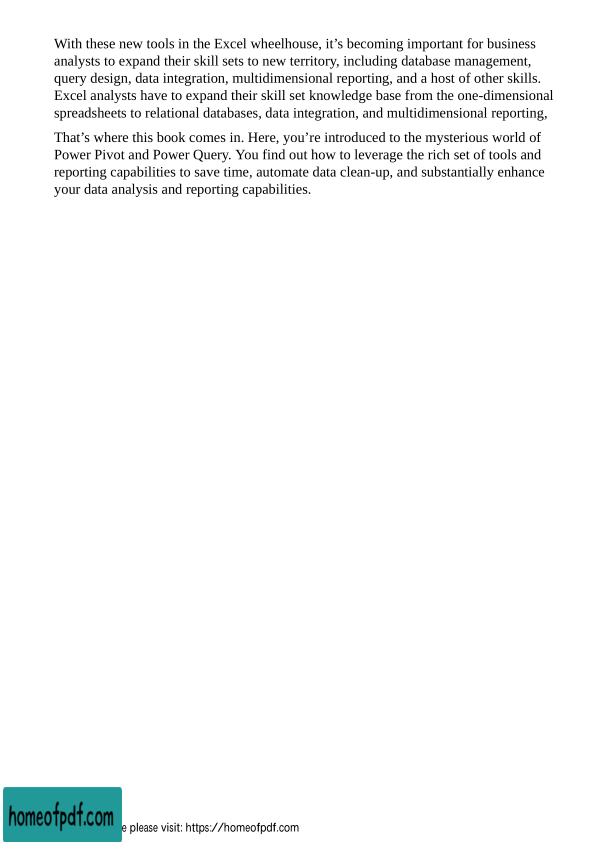 With these new tools in the Excel wheelhouse, it’s becoming important for business
analysts to expand their skill sets to new territory, including database management,
query design, data integration, multidimensional reporting, and a host of other skills.
Excel analysts have to expand their skill set knowledge base from the one-dimensional
spreadsheets to relational databases, data integration, and multidimensional reporting,
That’s where this book comes in. Here, you’re introduced to the mysterious world of
Power Pivot and Power Query. You find out how to leverage the rich set of tools and
reporting capabilities to save time, automate data clean-up, and substantially enhance
your data analysis and reporting capabilities.
homeofpdf.com
please visit: https://homeofpdf.com